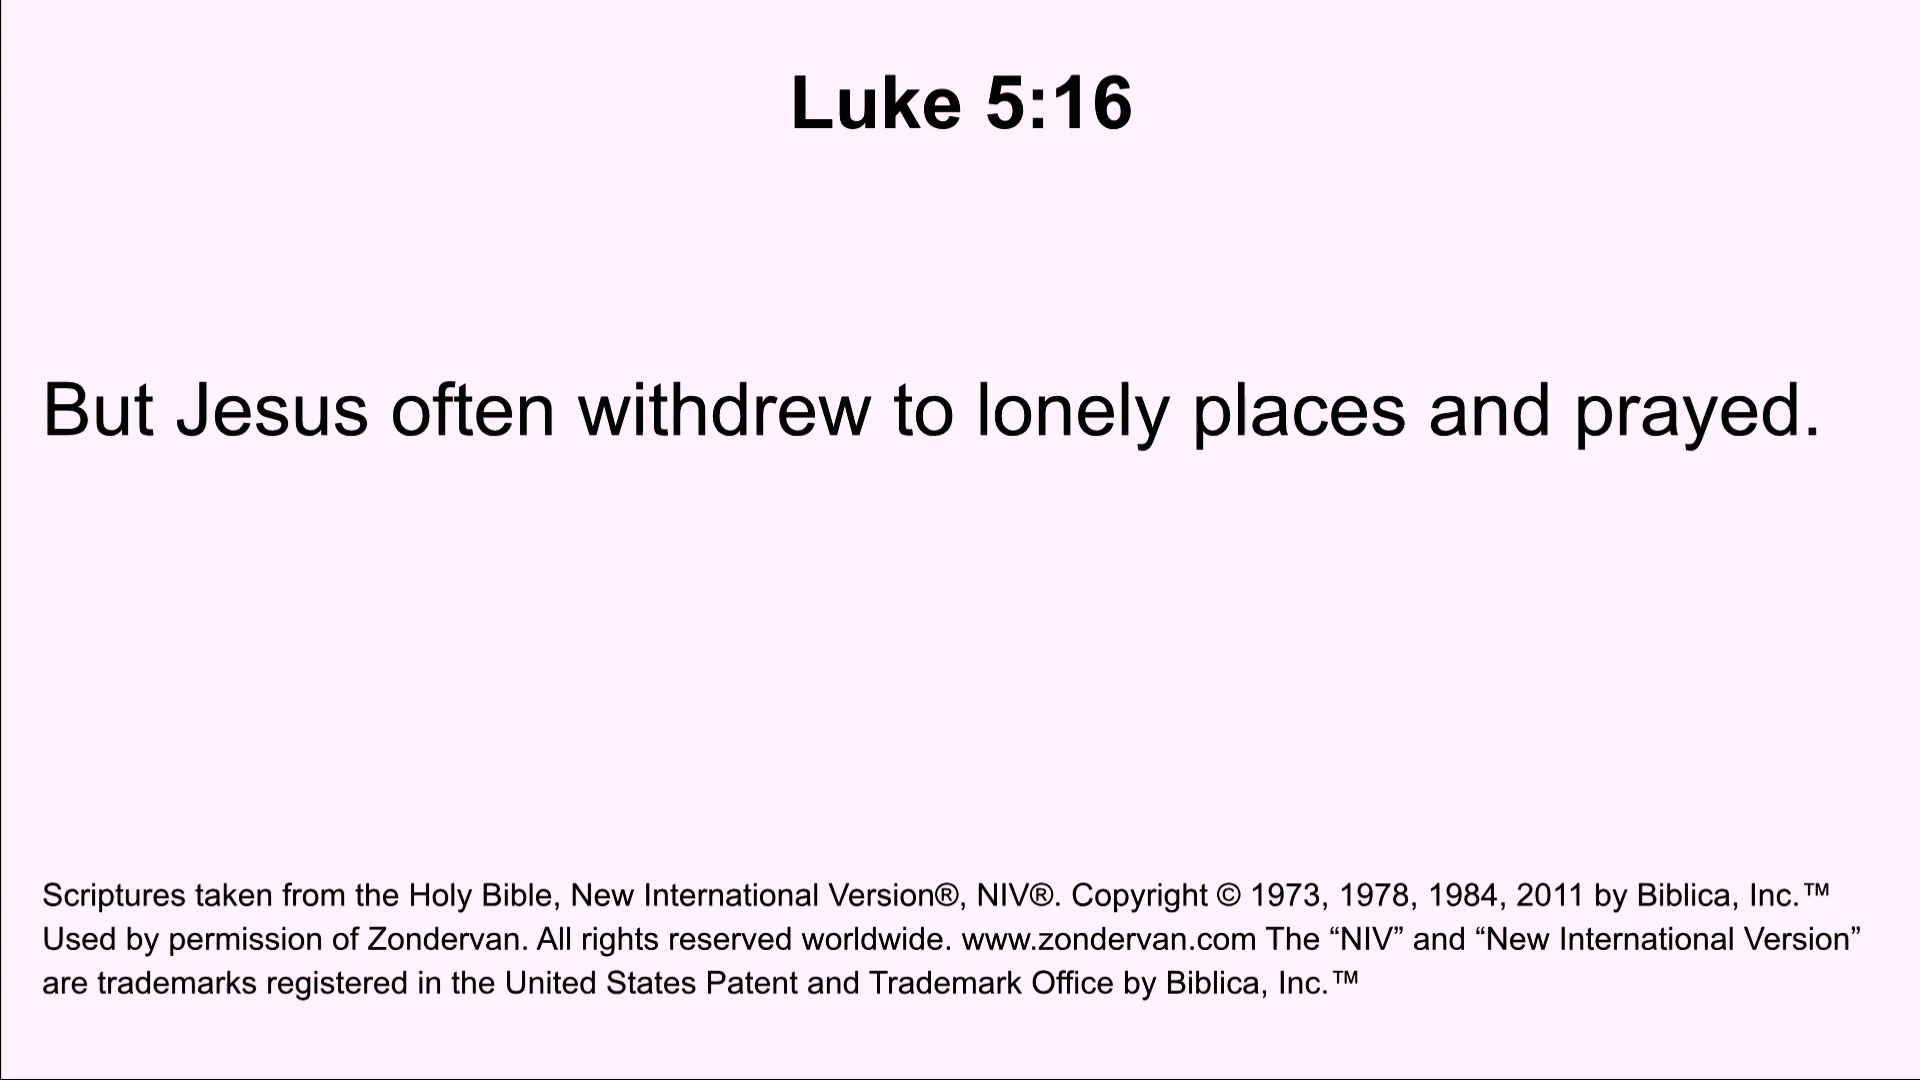 Luke 5:16
But Jesus often withdrew to lonely places and prayed.
Scriptures taken from the Holy Bible, New International Version®, NIV®. Copyright © 1973, 1978, 1984, 2011 by Biblica, Inc.™
Used by permission of Zondervan. All rights reserved worldwide. www.zondervan.com The “NIV” and “New International Version”
are trademarks registered in the United States Patent and Trademark Office by Biblica, Inc.™